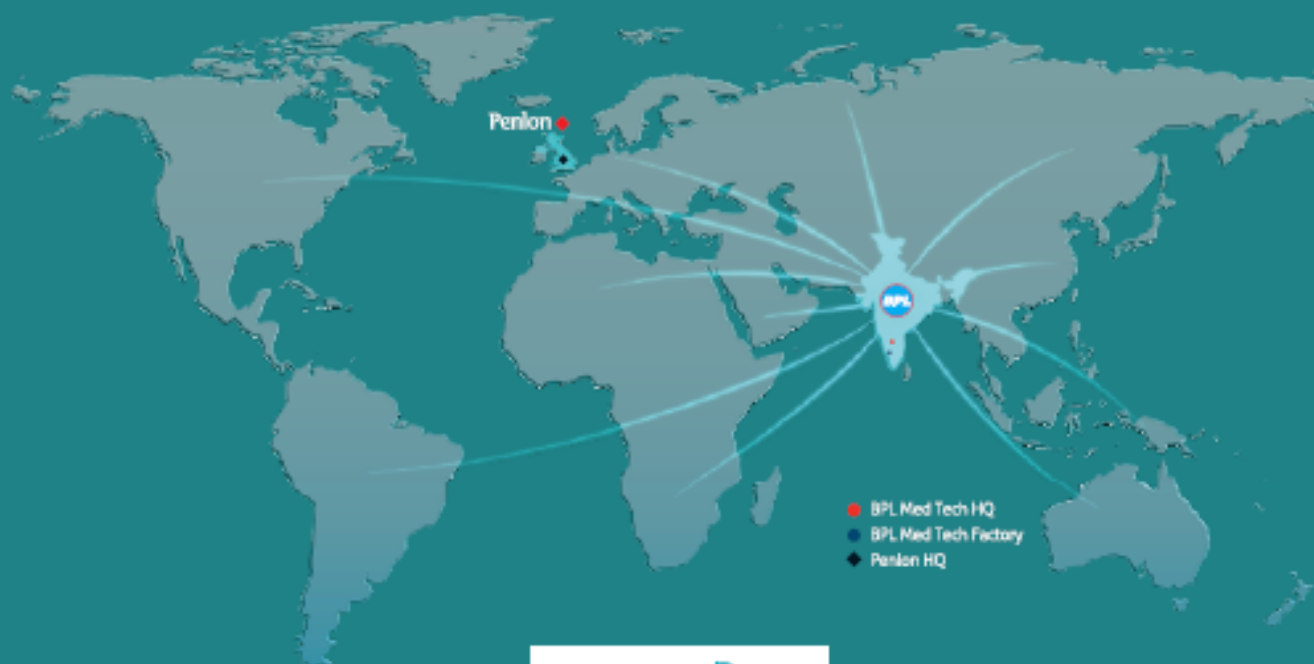 Penlon
BPL
BPL Med Tech HQ
BPL Med Tech Factory
Penlon HQ